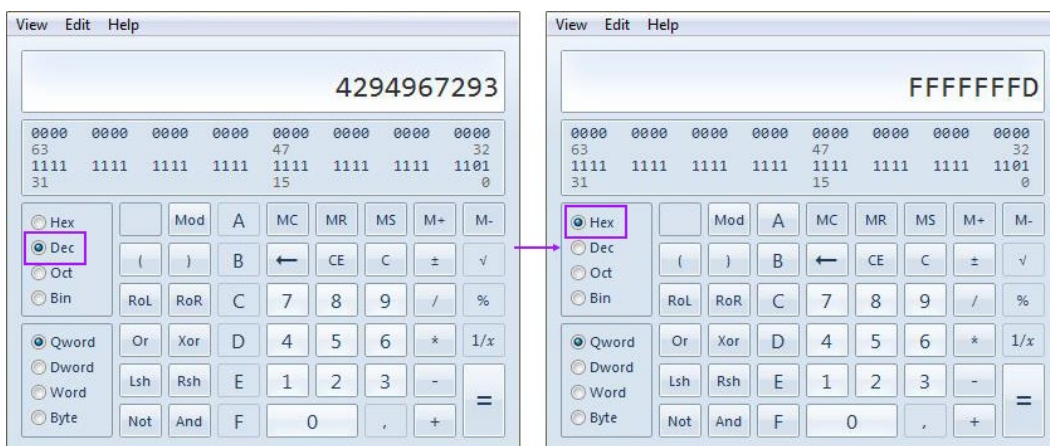 View Edit Help
4294967293
0000 0000 0000 0000 0000 0000 0000 0000
63 47 32
1111 1111 1111 1111 1111 1111 1111 1101
31 15 0
Hex Mod A MC MR MS M+ M-
Dec ( ) B ← CE C ± √
Oct
Bin RoL RoR C 7 8 9 / %
Qword Or Xor D 4 5 6 * 1/x
Dword
Word Lsh Rsh E 1 2 3 - =
Byte Not And F 0 , +
View Edit Help
FFFFFFFD
0000 0000 0000 0000 0000 0000 0000 0000
63 47 32
1111 1111 1111 1111 1111 1111 1111 1101
31 15 0
Hex Mod A MC MR MS M+ M-
Dec ( ) B ← CE C ± √
Oct
Bin RoL RoR C 7 8 9 / %
Qword Or Xor D 4 5 6 * 1/x
Dword
Word Lsh Rsh E 1 2 3 - =
Byte Not And F 0 , +